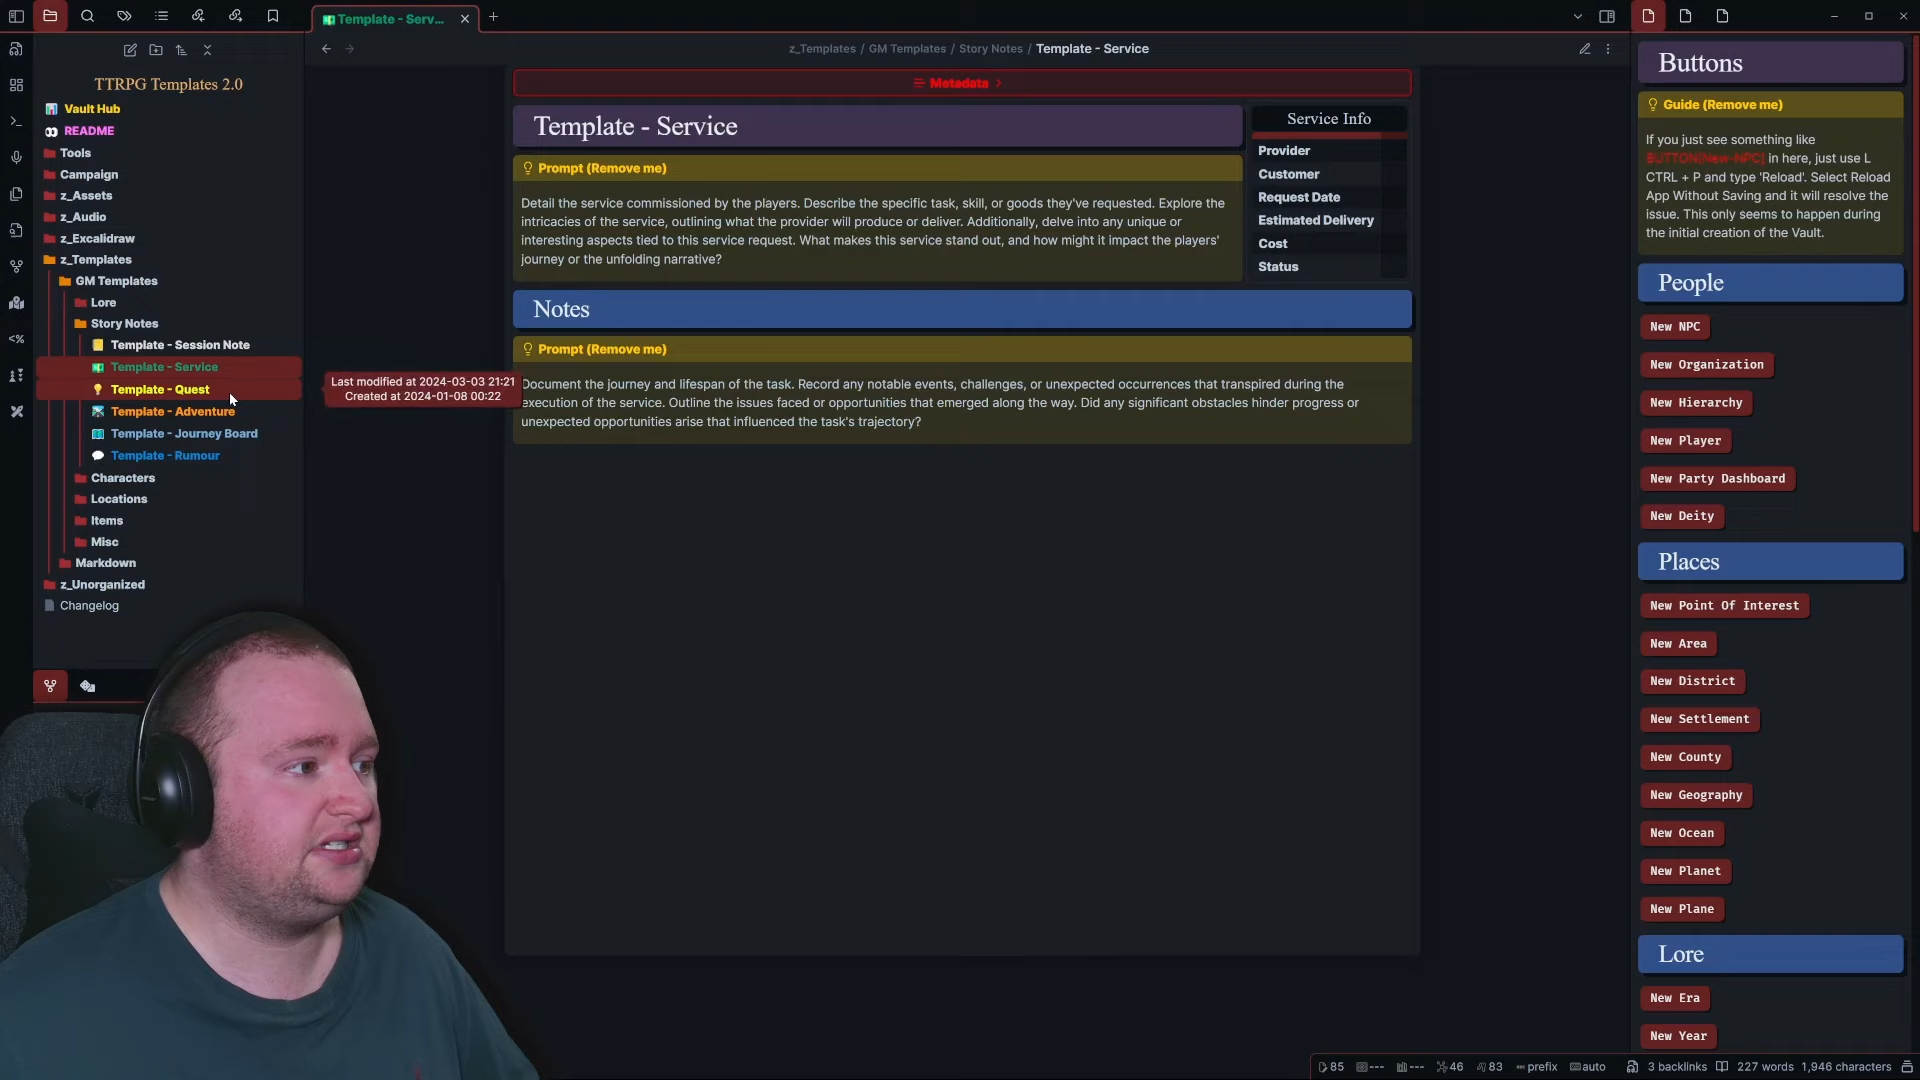 Template - Serv...
z_Templates / GM Templates / Story Notes / Template - Service
TTRPG Templates 2.0
Vault Hub
README
Tools
Campaign
z_Assets
z_Audio
z_Excalidraw
z_Templates
GM Templates
Lore
Story Notes
Template - Session Note
Template - Service
Template - Quest
Template - Adventure
Template - Journey Board
Template - Rumour
Characters
Locations
Items
Misc
Markdown
z_Unorganized
Changelog
Last modified at 2024-03-03 21:21
Created at 2024-01-08 00:22
Metadata
Template - Service
Prompt (Remove me)
Detail the service commissioned by the players. Describe the specific task, skill, or goods they've requested. Explore the
intricacies of the service, outlining what the provider will produce or deliver. Additionally, delve into any unique or
interesting aspects tied to this service request. What makes this service stand out, and how might it impact the players'
journey or the unfolding narrative?
Service Info
Provider
Customer
Request Date
Estimated Delivery
Cost
Status
Notes
Prompt (Remove me)
Document the journey and lifespan of the task. Record any notable events, challenges, or unexpected occurrences that transpired during the
execution of the service. Outline the issues faced or opportunities that emerged along the way. Did any significant obstacles hinder progress or
unexpected opportunities arise that influenced the task's trajectory?
Buttons
Guide (Remove me)
If you just see something like
BUTTON[New-NPC] in here, just use L
CTRL + P and type 'Reload'. Select Reload
App Without Saving and it will resolve the
issue. This only seems to happen during
the initial creation of the Vault.
People
New NPC
New Organization
New Hierarchy
New Player
New Party Dashboard
New Deity
Places
New Point Of Interest
New Area
New District
New Settlement
New County
New Geography
New Ocean
New Planet
New Plane
Lore
New Era
New Year
85 --- --- 46 83 prefix auto 3 backlinks 227 words 1,946 characters